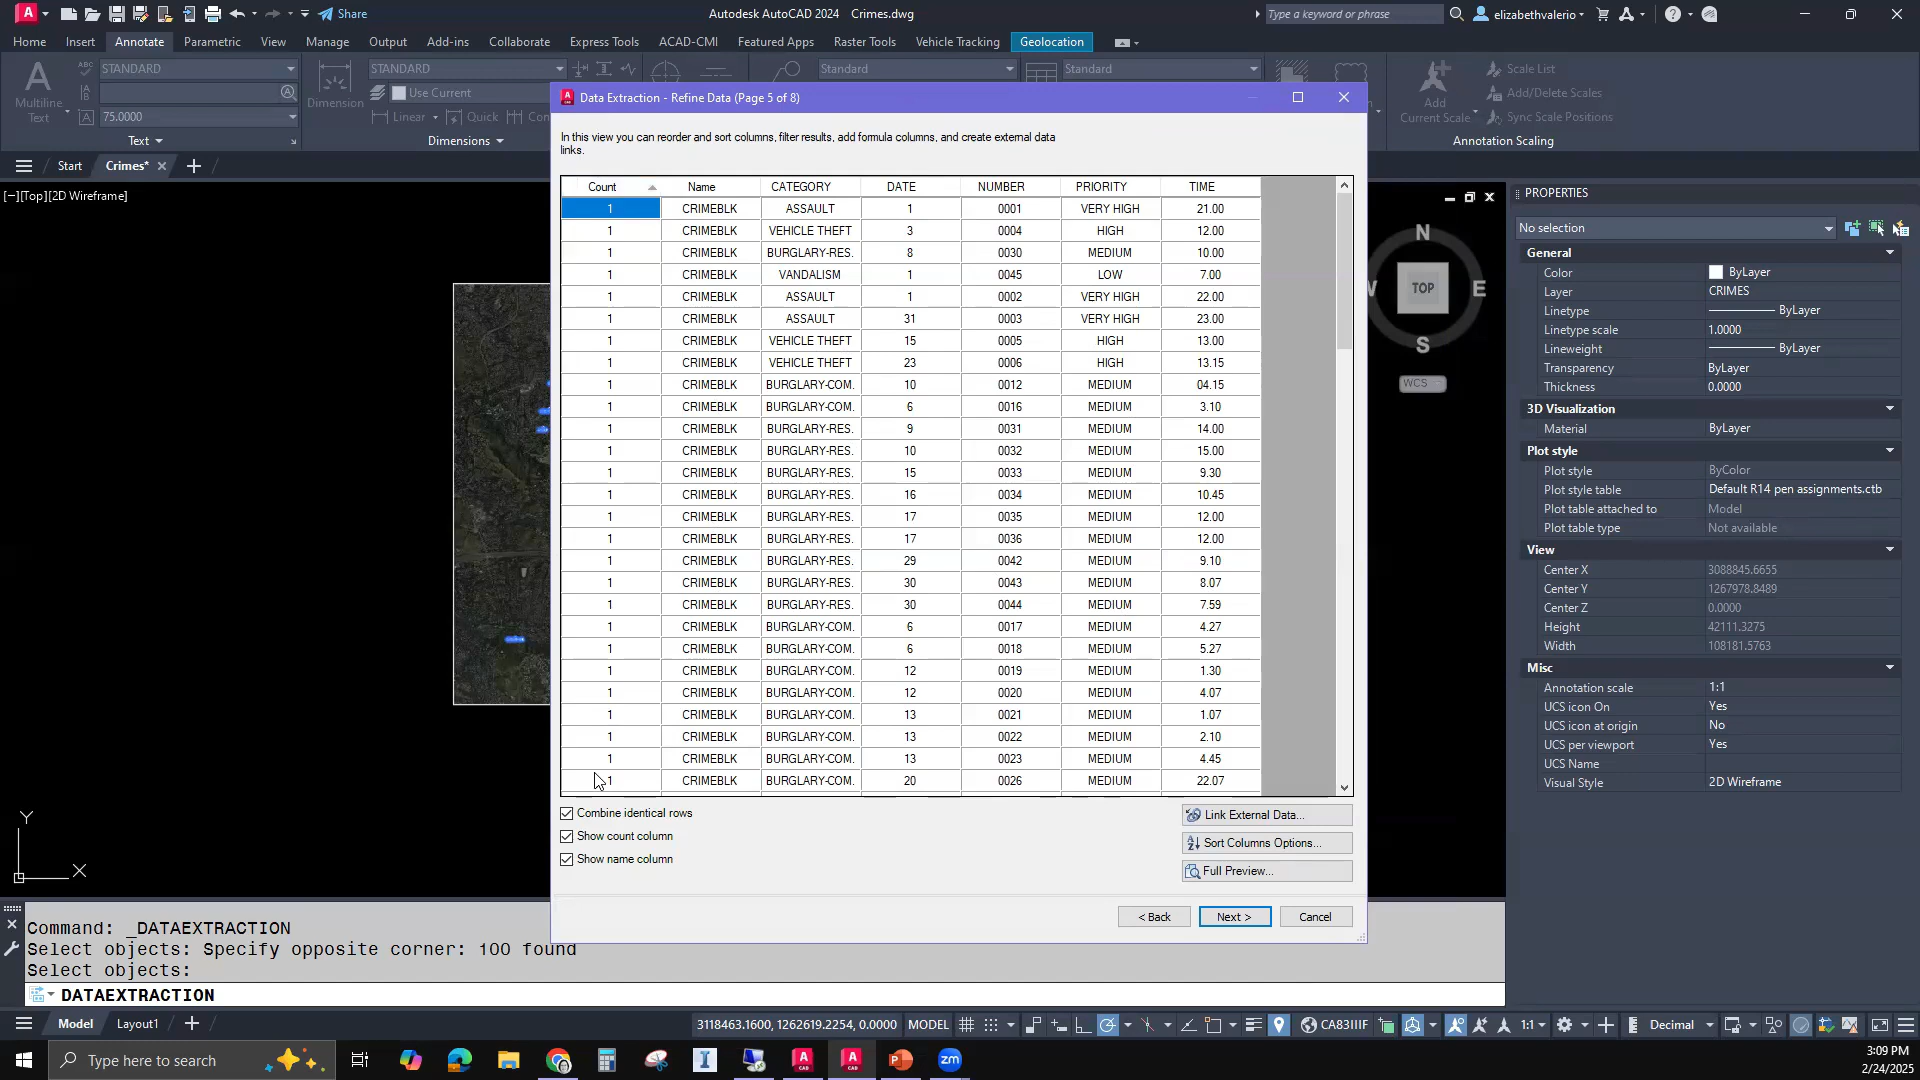 Share
Autodesk AutoCAD 2024 Crimes.dwg
Type a keyword or phrase
elizabethvalerio
Home Insert Annotate Parametric View Manage Output Add-ins Collaborate Express Tools ACAD-CMI Featured Apps Raster Tools Vehicle Tracking Geolocation
STANDARD
STANDARD
Standard
Standard
Multiline
Text
Dimension
Use Current
75.0000
Linear
Quick
Add
Current Scale
Scale List
Add/Delete Scales
Sync Scale Positions
Text
Dimensions
Annotation Scaling
Start
Crimes*
[−][Top][2D Wireframe]
Data Extraction - Refine Data (Page 5 of 8)
In this view you can reorder and sort columns, filter results, add formula columns, and create external data
links.
Count Name CATEGORY DATE NUMBER PRIORITY TIME
1 CRIMEBLK ASSAULT 1 0001 VERY HIGH 21.00
1 CRIMEBLK VEHICLE THEFT 3 0004 HIGH 12.00
1 CRIMEBLK BURGLARY-RES. 8 0030 MEDIUM 10.00
1 CRIMEBLK VANDALISM 1 0045 LOW 7.00
1 CRIMEBLK ASSAULT 1 0002 VERY HIGH 22.00
1 CRIMEBLK ASSAULT 31 0003 VERY HIGH 23.00
1 CRIMEBLK VEHICLE THEFT 15 0005 HIGH 13.00
1 CRIMEBLK VEHICLE THEFT 23 0006 HIGH 13.15
1 CRIMEBLK BURGLARY-COM. 10 0012 MEDIUM 04.15
1 CRIMEBLK BURGLARY-COM. 6 0016 MEDIUM 3.10
1 CRIMEBLK BURGLARY-RES. 9 0031 MEDIUM 14.00
1 CRIMEBLK BURGLARY-RES. 10 0032 MEDIUM 15.00
1 CRIMEBLK BURGLARY-RES. 15 0033 MEDIUM 9.30
1 CRIMEBLK BURGLARY-RES. 16 0034 MEDIUM 10.45
1 CRIMEBLK BURGLARY-RES. 17 0035 MEDIUM 12.00
1 CRIMEBLK BURGLARY-RES. 17 0036 MEDIUM 12.00
1 CRIMEBLK BURGLARY-RES. 29 0042 MEDIUM 9.10
1 CRIMEBLK BURGLARY-RES. 30 0043 MEDIUM 8.07
1 CRIMEBLK BURGLARY-RES. 30 0044 MEDIUM 7.59
1 CRIMEBLK BURGLARY-COM. 6 0017 MEDIUM 4.27
1 CRIMEBLK BURGLARY-COM. 6 0018 MEDIUM 5.27
1 CRIMEBLK BURGLARY-COM. 12 0019 MEDIUM 1.30
1 CRIMEBLK BURGLARY-COM. 12 0020 MEDIUM 4.07
1 CRIMEBLK BURGLARY-COM. 13 0021 MEDIUM 1.07
1 CRIMEBLK BURGLARY-COM. 13 0022 MEDIUM 2.10
1 CRIMEBLK BURGLARY-COM. 13 0023 MEDIUM 4.45
1 CRIMEBLK BURGLARY-COM. 20 0026 MEDIUM 22.07
Combine identical rows
Show count column
Show name column
Link External Data...
Sort Columns Options...
Full Preview...
< Back
Next >
Cancel
N
TOP
E
S
WCS
Y
X
PROPERTIES
No selection
General
Color ByLayer
Layer CRIMES
Linetype ByLayer
Linetype scale 1.0000
Lineweight ByLayer
Transparency ByLayer
Thickness 0.0000
3D Visualization
Material ByLayer
Plot style
Plot style ByColor
Plot style table Default R14 pen assignments.ctb
Plot table attached to Model
Plot table type Not available
View
Center X 3088845.6655
Center Y 1267978.8489
Center Z 0.0000
Height 42111.3275
Width 108181.5763
Misc
Annotation scale 1:1
UCS icon On Yes
UCS icon at origin No
UCS per viewport Yes
UCS Name
Visual Style 2D Wireframe
Command: _DATAEXTRACTION
Select objects: Specify opposite corner: 100 found
Select objects:
DATAEXTRACTION
Model Layout1
3118463.1600, 1262619.2254, 0.0000 MODEL CA83IIIF 1:1 Decimal
Type here to search
3:09 PM
2/24/2025